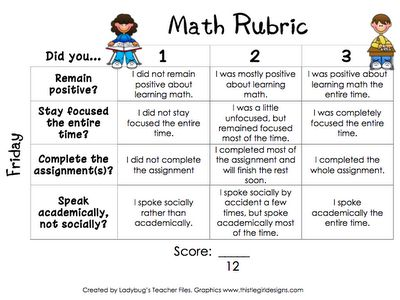 Math Rubric
Did you... 1 2 3
Friday
Remain
positive?
I did not remain
positive about
learning math.
I was mostly positive
about learning
math.
I was positive about
learning math the
entire time.
Stay focused
the entire
time?
I did not stay
focused the entire
time.
I was a little
unfocused, but
remained focused
most of the time.
I was completely
focused the entire
time.
Complete the
assignment(s)?
I did not complete
the assignment
I completed most of
the assignment and
will finish the rest
soon.
I completed the
whole assignment.
Speak
academically,
not socially?
I spoke socially
rather than
academically.
I spoke socially by
accident a few
times, but spoke
academically most
of the time.
I spoke
academically the
entire time.
Score: _____
12
Created by Ladybug's Teacher Files. Graphics www.thistlegirldesigns.com.